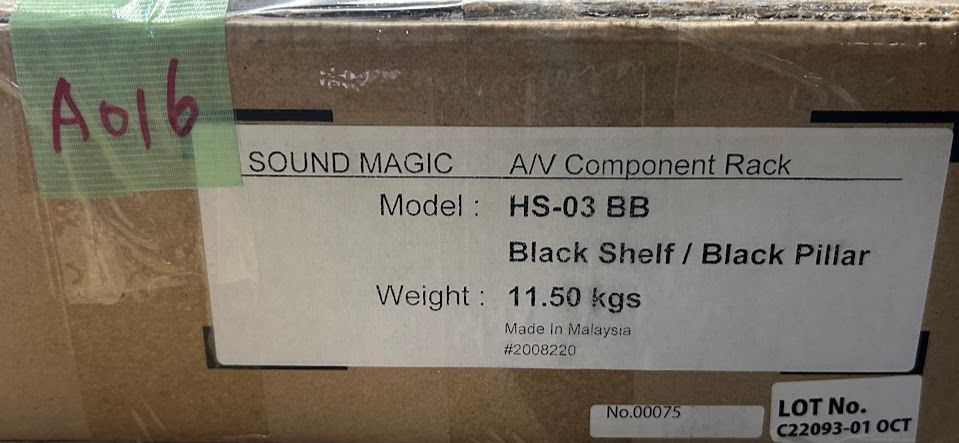 A016
SOUND MAGIC A/V Component Rack
Model : HS-03 BB
Black Shelf / Black Pillar
Weight : 11.50 kgs
Made In Malaysia
#2008220
No.00075
LOT No.
C22093-01 OCT